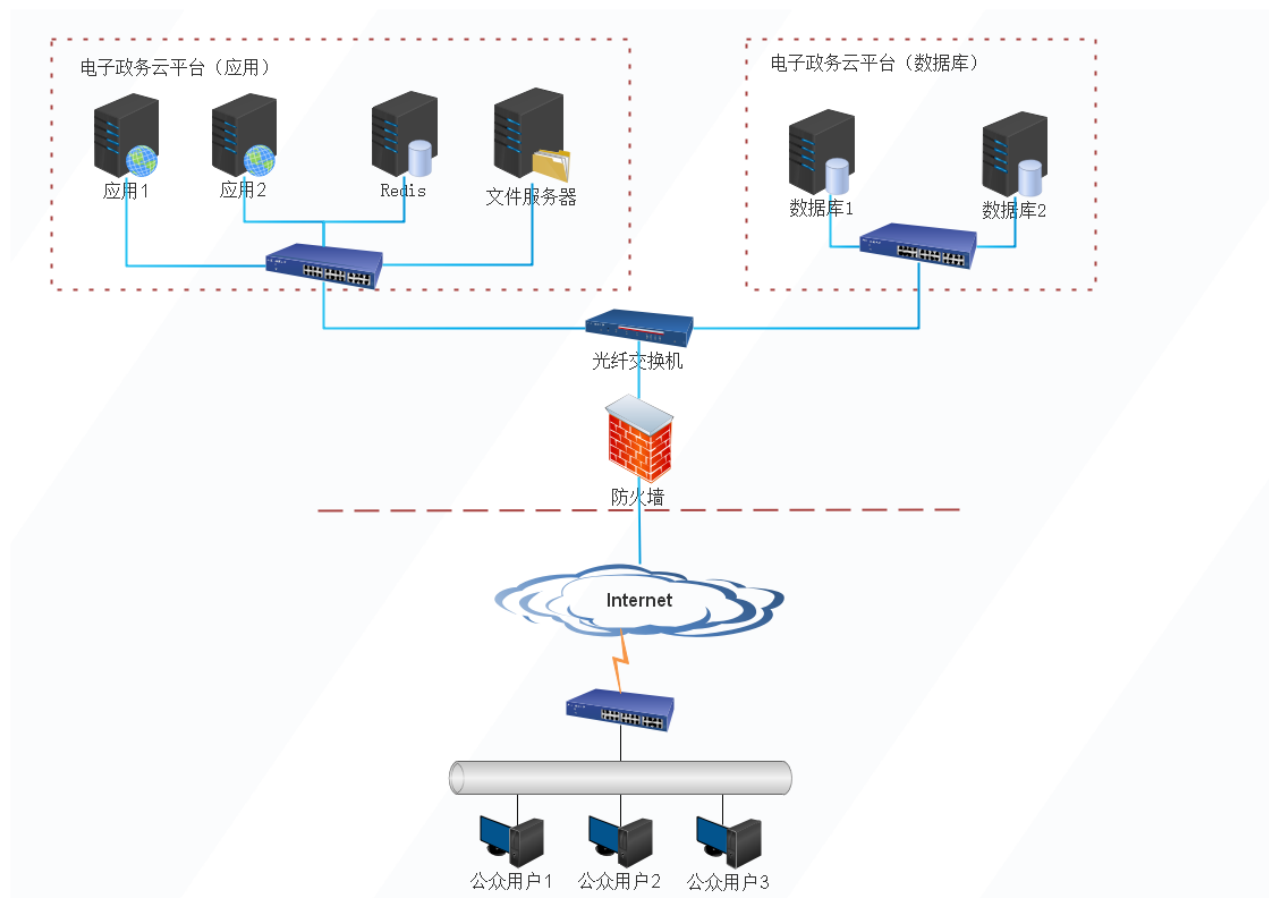 电子政务云平台（应用）
电子政务云平台（数据库）
应用1
应用2
Redis
文件服务器
数据库1
数据库2
光纤交换机
防火墙
Internet
公众用户1
公众用户2
公众用户3